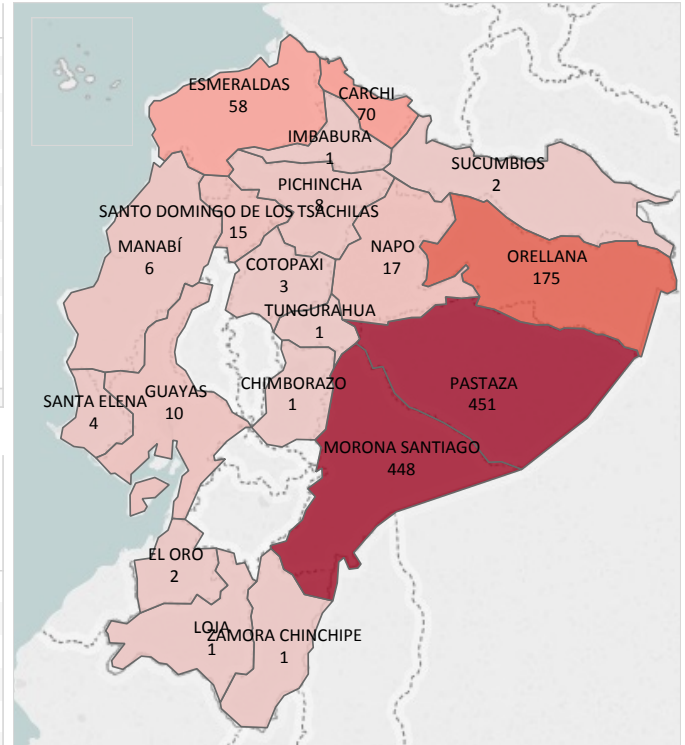 ESMERALDAS
58
CARCHI
70
IMBABURA
1
SUCUMBIOS
2
PICHINCHA
8
SANTO DOMINGO DE LOS TSÁCHILAS
15
MANABÍ
6
NAPO
17
ORELLANA
175
COTOPAXI
3
TUNGURAHUA
1
CHIMBORAZO
1
PASTAZA
451
SANTA ELENA
4
GUAYAS
10
MORONA SANTIAGO
448
EL ORO
2
LOJA
1
ZAMORA CHINCHIPE
1